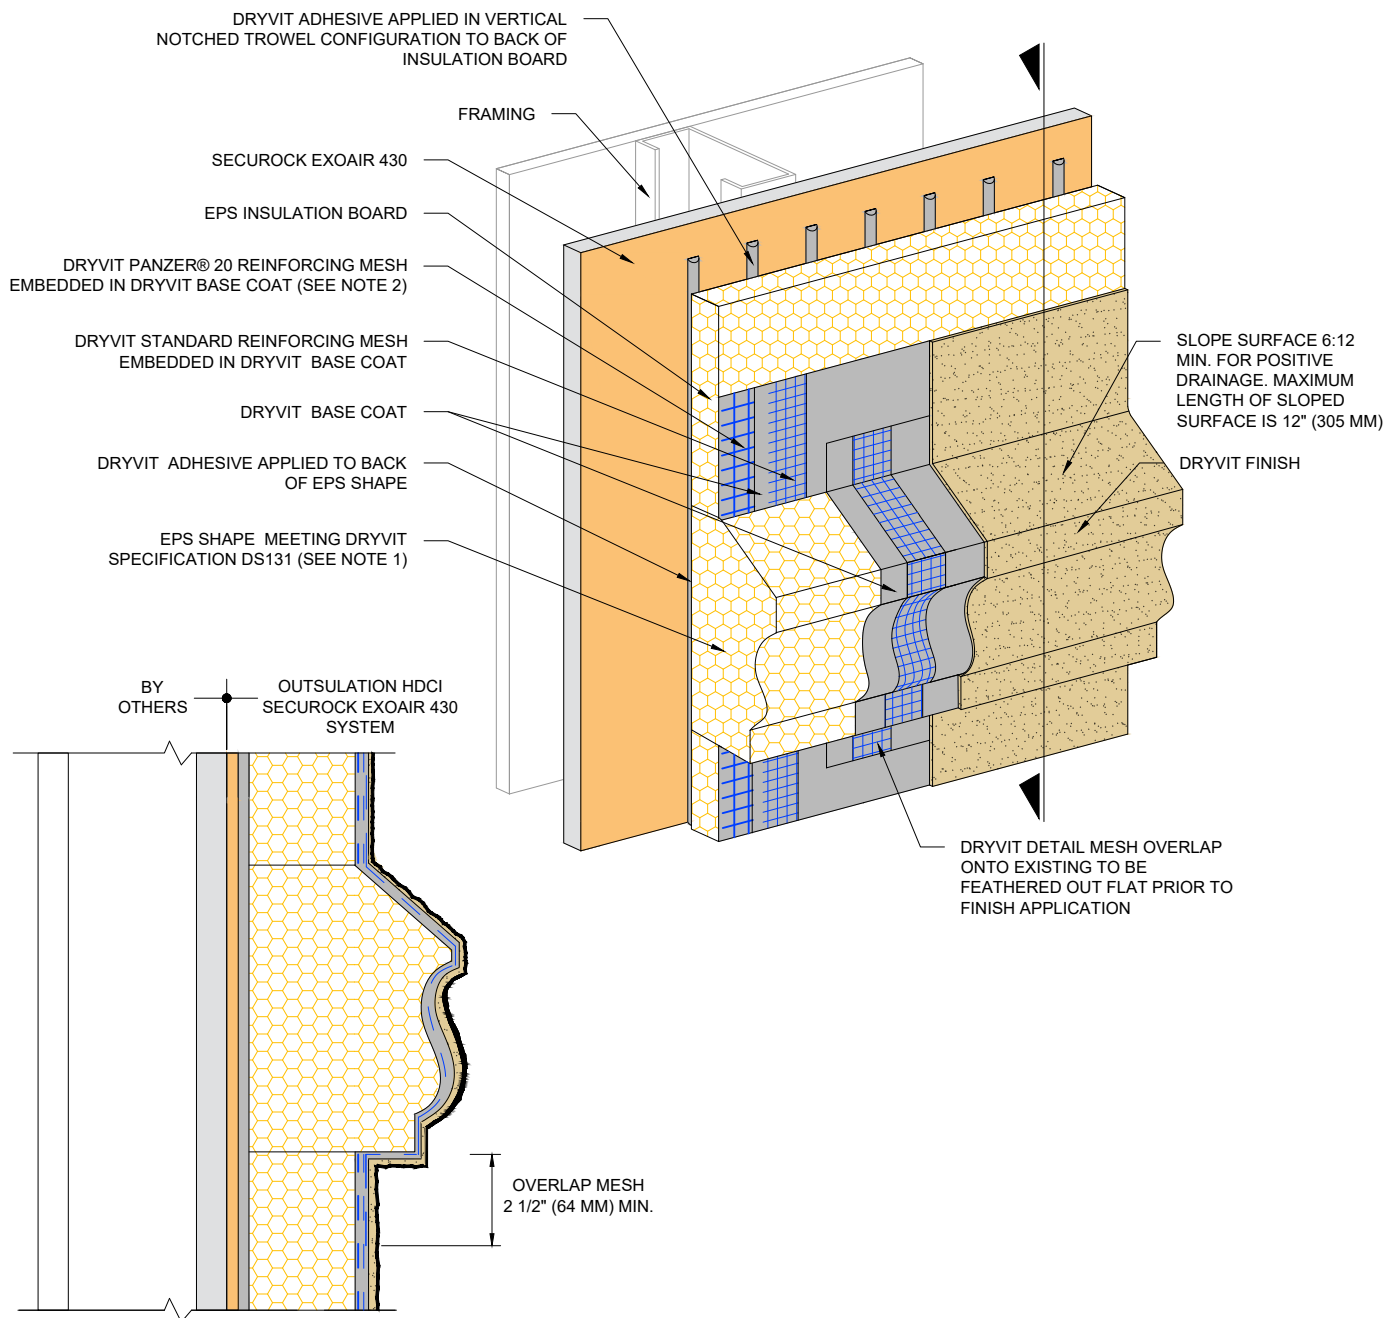 DRYVIT ADHESIVE APPLIED IN VERTICAL
NOTCHED TROWEL CONFIGURATION TO BACK OF
INSULATION BOARD
FRAMING
SECUROCK EXOAIR 430
EPS INSULATION BOARD
DRYVIT PANZER® 20 REINFORCING MESH
EMBEDDED IN DRYVIT BASE COAT (SEE NOTE 2)
DRYVIT STANDARD REINFORCING MESH
EMBEDDED IN DRYVIT BASE COAT
DRYVIT BASE COAT
DRYVIT ADHESIVE APPLIED TO BACK
OF EPS SHAPE
EPS SHAPE MEETING DRYVIT
SPECIFICATION DS131 (SEE NOTE 1)
SLOPE SURFACE 6:12
MIN. FOR POSITIVE
DRAINAGE. MAXIMUM
LENGTH OF SLOPED
SURFACE IS 12" (305 MM)
DRYVIT FINISH
BY
OTHERS
OUTSULATION HDCI
SECUROCK EXOAIR 430
SYSTEM
DRYVIT DETAIL MESH OVERLAP
ONTO EXISTING TO BE
FEATHERED OUT FLAT PRIOR TO
FINISH APPLICATION
OVERLAP MESH
2 1/2" (64 MM) MIN.